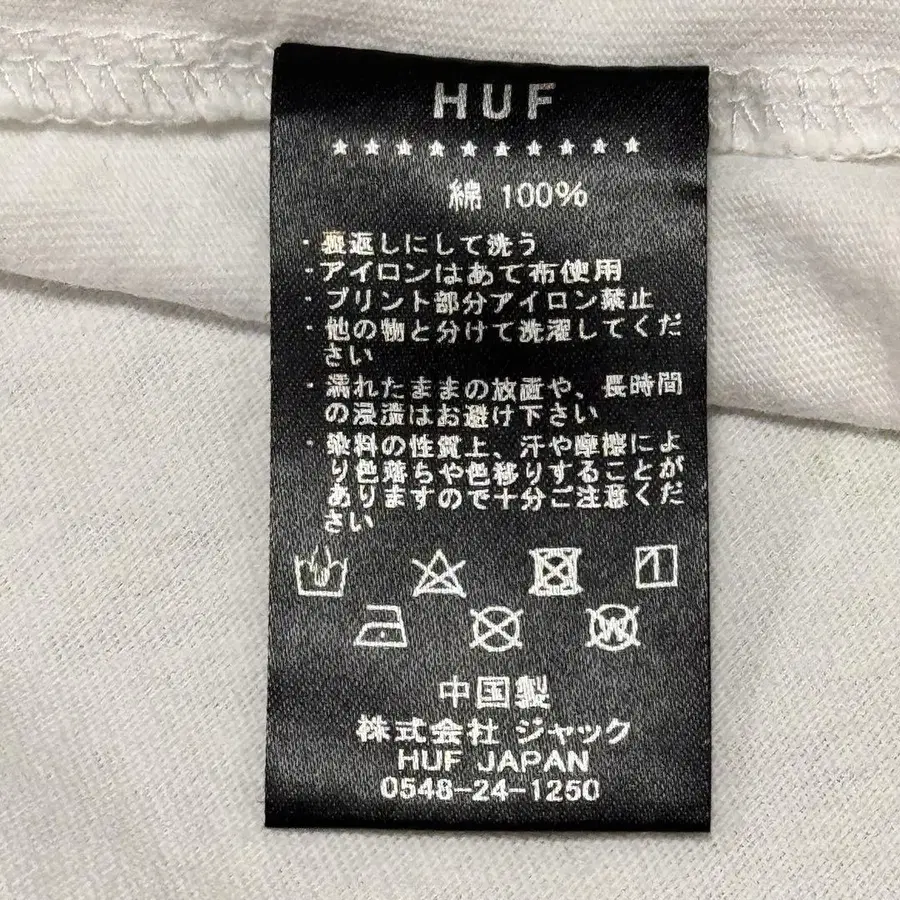 HUF
★★★★★★★★★★
綿 100%
・裏返しにして洗う
・アイロンはあて布使用
・プリント部分アイロン禁止
・他の物と分けて洗濯してくだ
さい
・濡れたままの放置や、長時間
の浸漬はお避け下さい
・染料の性質上、汗や摩擦によ
り色落ちや色移りすることが
ありますので十分ご注意くだ
さい
W
中国製
株式会社 ジャック
HUF JAPAN
0548-24-1250